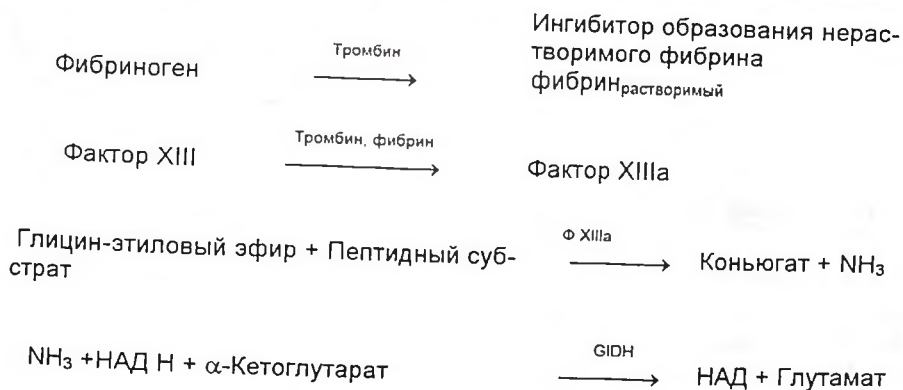 Ингибитор образования нерас-
Фибриноген Тромбин творимого фибрина
фибринрастворимый
Фактор XIII Тромбин, фибрин Фактор XIIIa
Глицин-этиловый эфир + Пептидный суб-
страт Ф XIIIa Коньюгат + NH3
NH3 +НАД Н + α-Кетоглутарат GIDH НАД + Глутамат